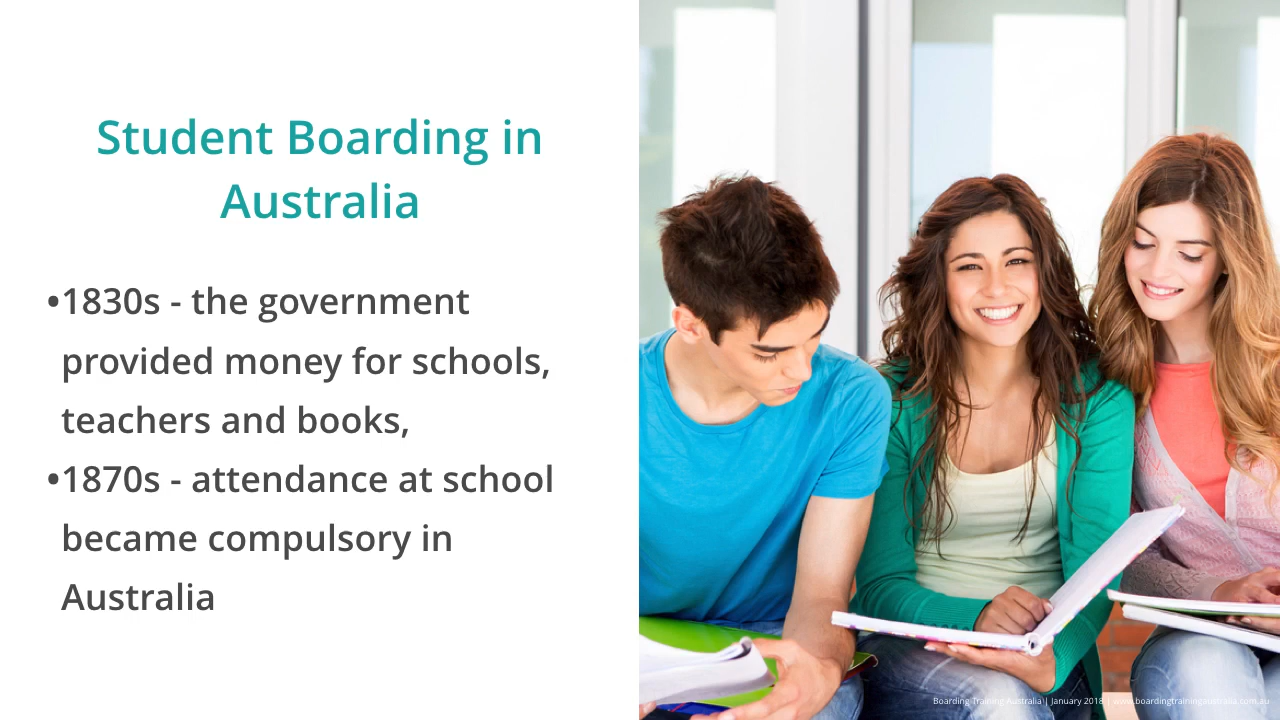 Student Boarding in
Australia
•1830s - the government
provided money for schools,
teachers and books,
•1870s - attendance at school
became compulsory in
Australia
Boarding Training Australia | January 2018 | www.boardingtrainingaustralia.com.au